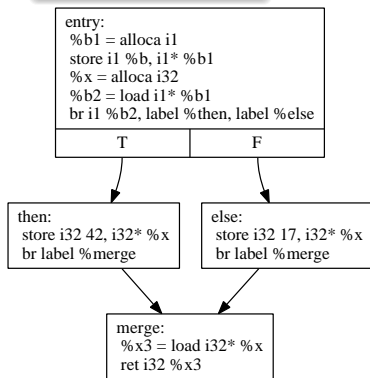 entry:
%b1 = alloca i1
store i1 %b, i1* %b1
%x = alloca i32
%b2 = load i1* %b1
br i1 %b2, label %then, label %else
T
F
then:
store i32 42, i32* %x
br label %merge
else:
store i32 17, i32* %x
br label %merge
merge:
%x3 = load i32* %x
ret i32 %x3